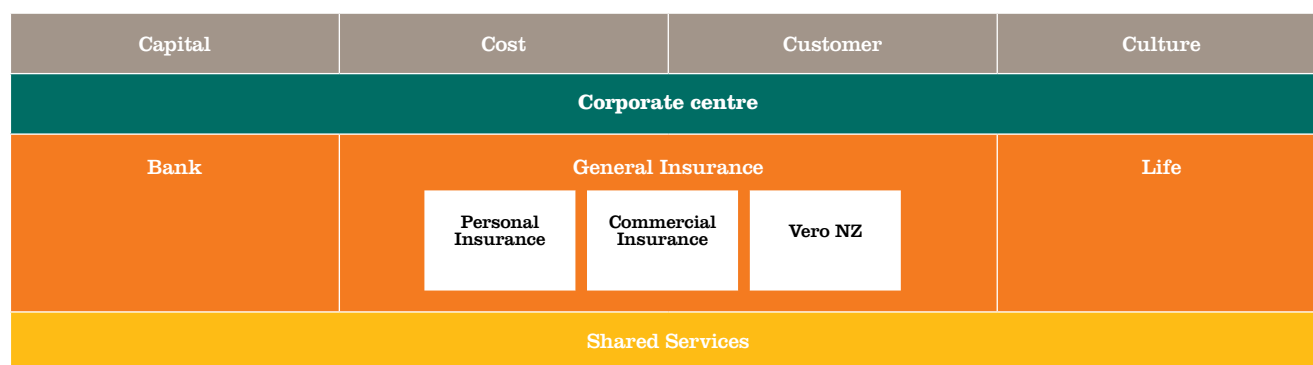 Capital
Cost
Customer
Culture
Corporate centre
Bank
General Insurance
Life
Personal
Insurance
Commercial
Insurance
Vero NZ
Shared Services